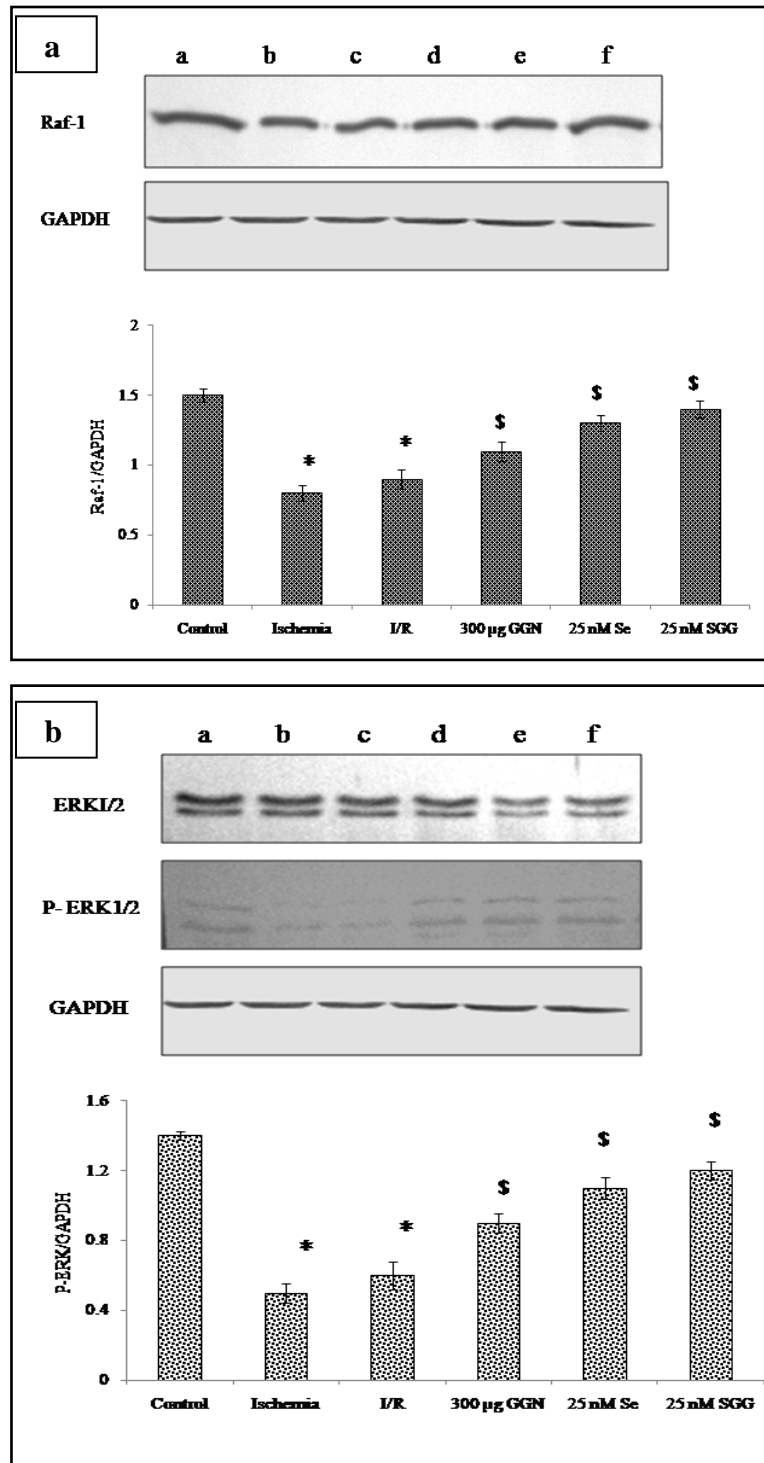 a
a b c d e f
Raf-1
GAPDH
2
1.5
1
0.5
0
Raf-1/GAPDH
* * $ $ $
Control Ischemia I/R 300 µg GGN 25 nM Se 25 nM SGG
b
a b c d e f
ERK1/2
P- ERK1/2
GAPDH
1.6
1.2
0.8
0.4
0
P-ERK/GAPDH
* * $ $ $
Control Ischemia I/R 300 µg GGN 25 nM Se 25 nM SGG